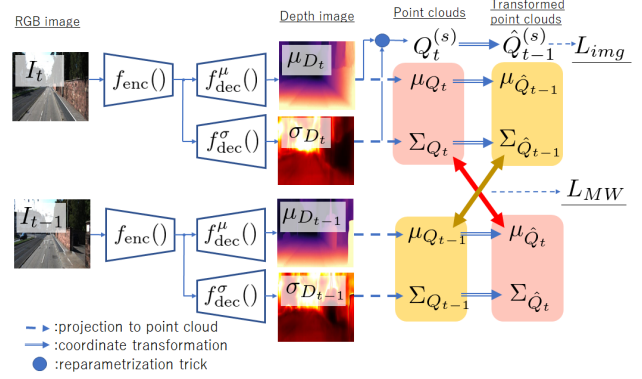 RGB image
Depth image
Point clouds
Transformed
point clouds
I_t
f_enc()
f^μ_dec()
μ_{D_t}
Q_t^{(s)}
Q̂_{t-1}^{(s)}
L_img
μ_{Q_t}
μ_{Q̂_{t-1}}
f^σ_dec()
σ_{D_t}
Σ_{Q_t}
Σ_{Q̂_{t-1}}
L_MW
I_{t-1}
f_enc()
f^μ_dec()
μ_{D_{t-1}}
μ_{Q_{t-1}}
μ_{Q̂_t}
f^σ_dec()
σ_{D_{t-1}}
Σ_{Q_{t-1}}
Σ_{Q̂_t}
:projection to point cloud
:coordinate transformation
:reparametrization trick